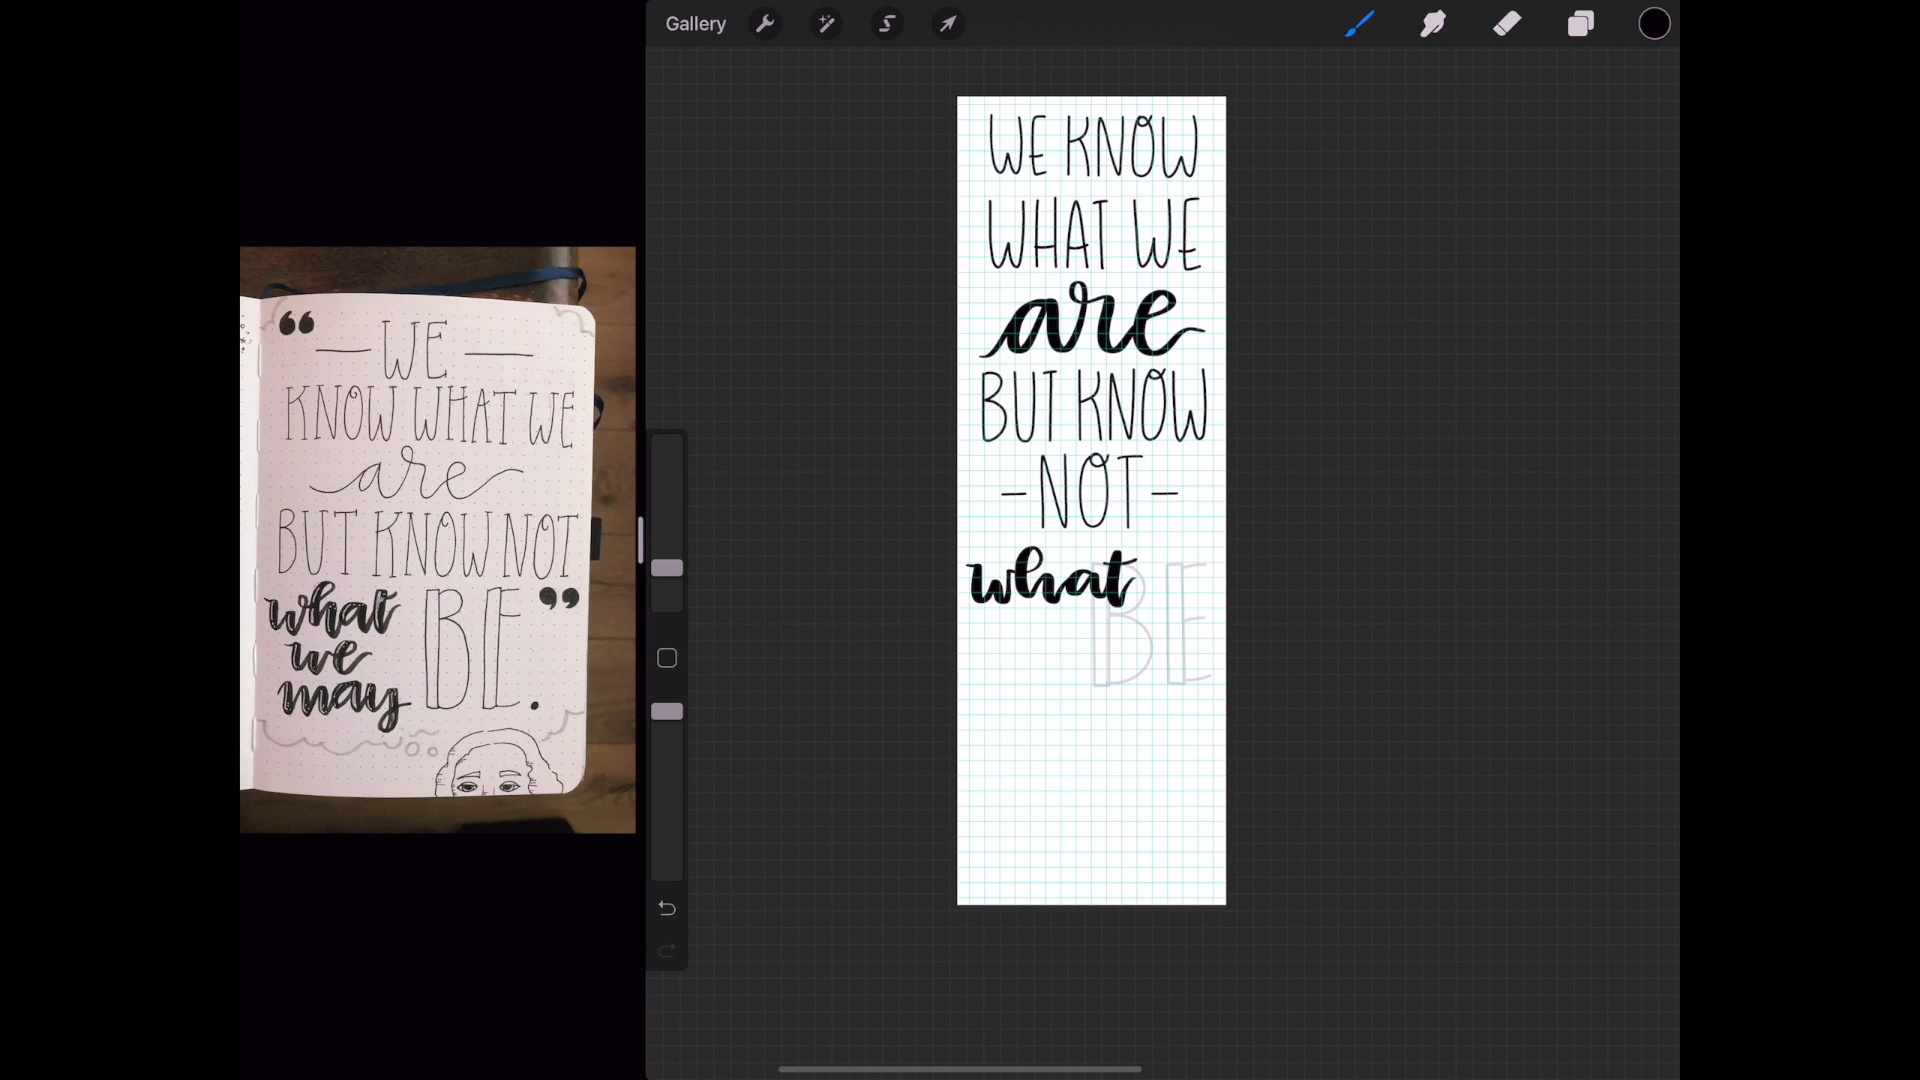 Gallery
“
— WE —
KNOW WHAT WE
are
BUT KNOW NOT
what
we
may
BE.”
WE KNOW
WHAT WE
are
BUT KNOW
- NOT -
what
BE